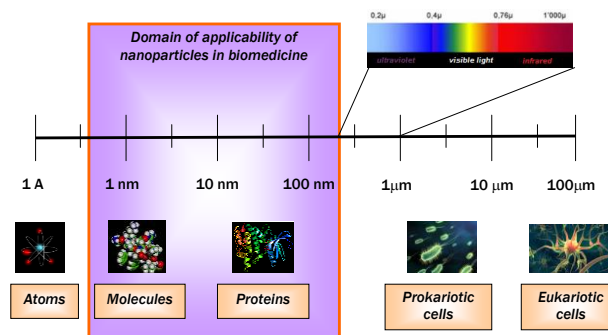 Domain of applicability of
nanoparticles in biomedicine
0,2µ 0,4µ 0,76µ 1'000µ
ultraviolet visible light infrared
1 A 1 nm 10 nm 100 nm 1µm 10 µm 100µm
Atoms Molecules Proteins Prokariotic
cells Eukariotic
cells